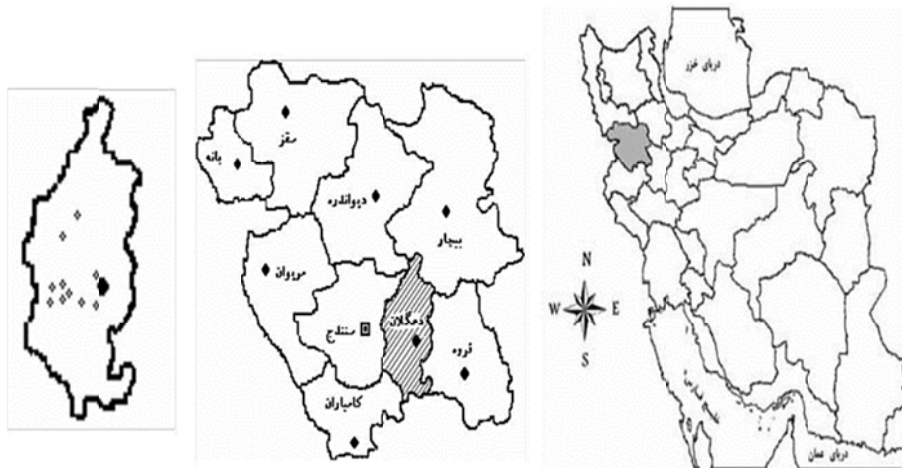 دریای خزر
سقز
بانه
دیواندره
بیجار
مریوان
دهگلان
سنندج
قروه
کامیاران
N
W E
S
دریای عمان